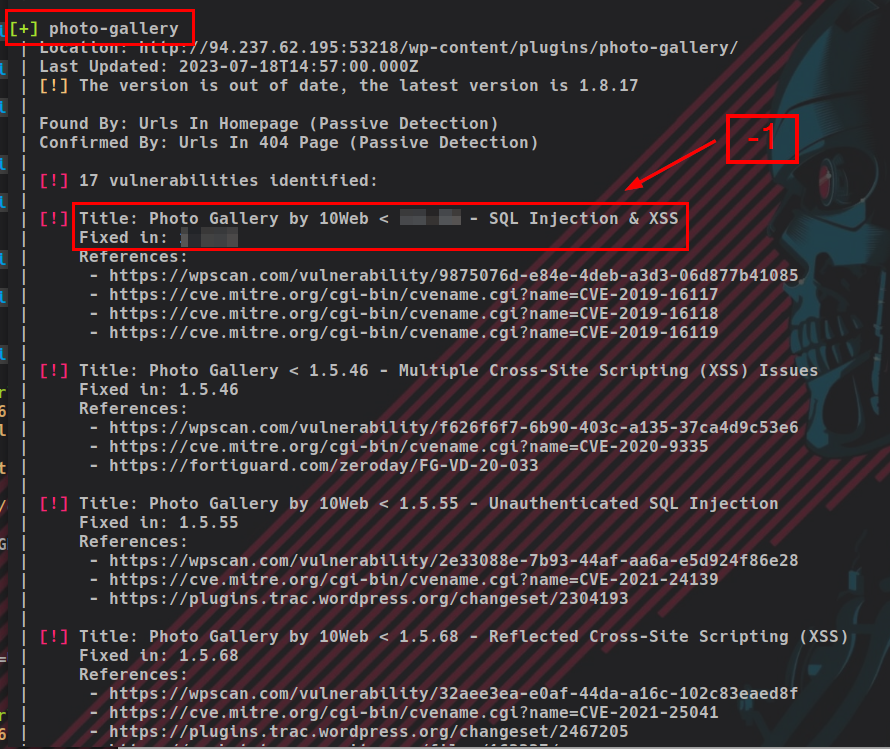 [+] photo-gallery
| Location: http://94.237.62.195:53218/wp-content/plugins/photo-gallery/
| Last Updated: 2023-07-18T14:57:00.000Z
| [!] The version is out of date, the latest version is 1.8.17
|
| Found By: Urls In Homepage (Passive Detection)
| Confirmed By: Urls In 404 Page (Passive Detection)
-1
|
| [!] 17 vulnerabilities identified:
|
| [!] Title: Photo Gallery by 10Web < - SQL Injection & XSS
| Fixed in:
| References:
| - https://wpscan.com/vulnerability/9875076d-e84e-4deb-a3d3-06d877b41085
| - https://cve.mitre.org/cgi-bin/cvename.cgi?name=CVE-2019-16117
| - https://cve.mitre.org/cgi-bin/cvename.cgi?name=CVE-2019-16118
| - https://cve.mitre.org/cgi-bin/cvename.cgi?name=CVE-2019-16119
|
| [!] Title: Photo Gallery < 1.5.46 - Multiple Cross-Site Scripting (XSS) Issues
| Fixed in: 1.5.46
| References:
| - https://wpscan.com/vulnerability/f626f6f7-6b90-403c-a135-37ca4d9c53e6
| - https://cve.mitre.org/cgi-bin/cvename.cgi?name=CVE-2020-9335
| - https://fortiguard.com/zeroday/FG-VD-20-033
|
| [!] Title: Photo Gallery by 10Web < 1.5.55 - Unauthenticated SQL Injection
| Fixed in: 1.5.55
| References:
| - https://wpscan.com/vulnerability/2e33088e-7b93-44af-aa6a-e5d924f86e28
| - https://cve.mitre.org/cgi-bin/cvename.cgi?name=CVE-2021-24139
| - https://plugins.trac.wordpress.org/changeset/2304193
|
| [!] Title: Photo Gallery by 10Web < 1.5.68 - Reflected Cross-Site Scripting (XSS)
| Fixed in: 1.5.68
| References:
| - https://wpscan.com/vulnerability/32aee3ea-e0af-44da-a16c-102c83eaed8f
| - https://cve.mitre.org/cgi-bin/cvename.cgi?name=CVE-2021-25041
| - https://plugins.trac.wordpress.org/changeset/2467205